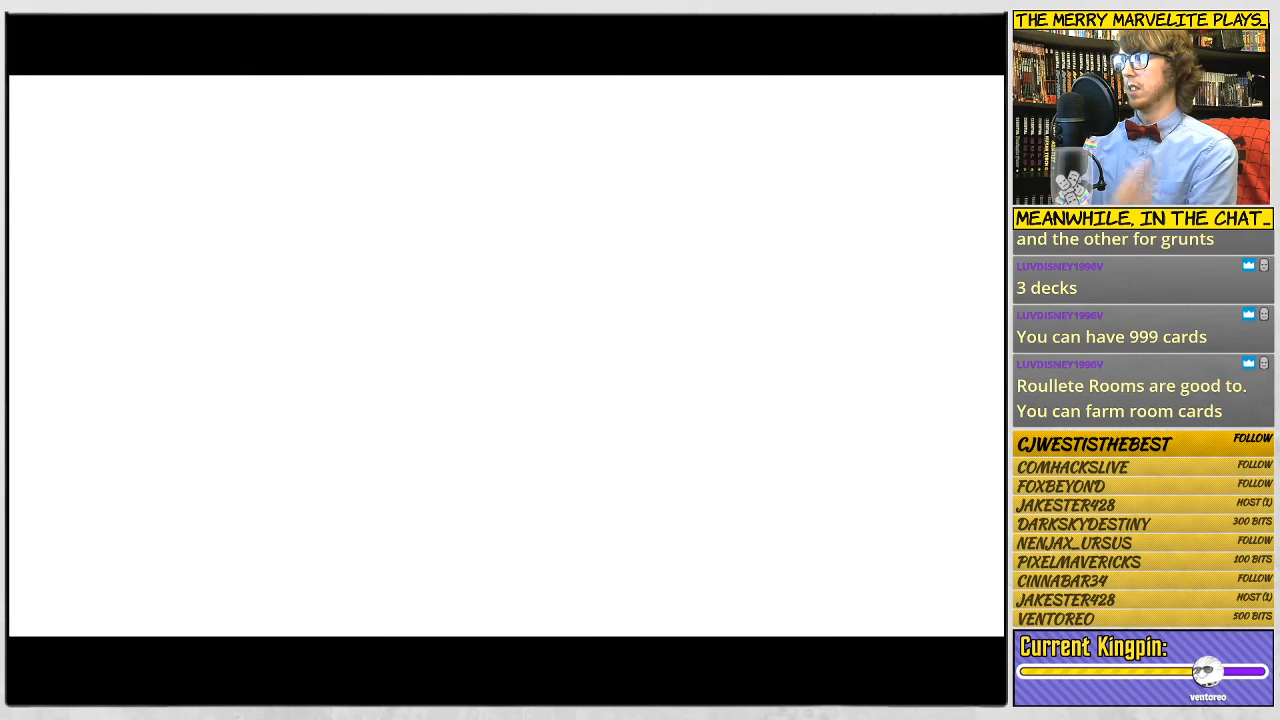 THE MERRY MARVELITE PLAYS...
MEANWHILE, IN THE CHAT...
and the other for grunts
LUVDISNEY1996V
3 decks
LUVDISNEY1996V
You can have 999 cards
LUVDISNEY1996V
Roullete Rooms are good to.
You can farm room cards
CJWESTISTHEBEST FOLLOW
COMHACKSLIVE FOLLOW
FOXBEYOND FOLLOW
JAKESTER428 HOST (1)
DARKSKYDESTINY 300 BITS
NENJAX_URSUS FOLLOW
PIXELMAVERICKS 100 BITS
CINNABAR34 FOLLOW
JAKESTER428 HOST (1)
VENTOREO 500 BITS
Current Kingpin:
ventoreo